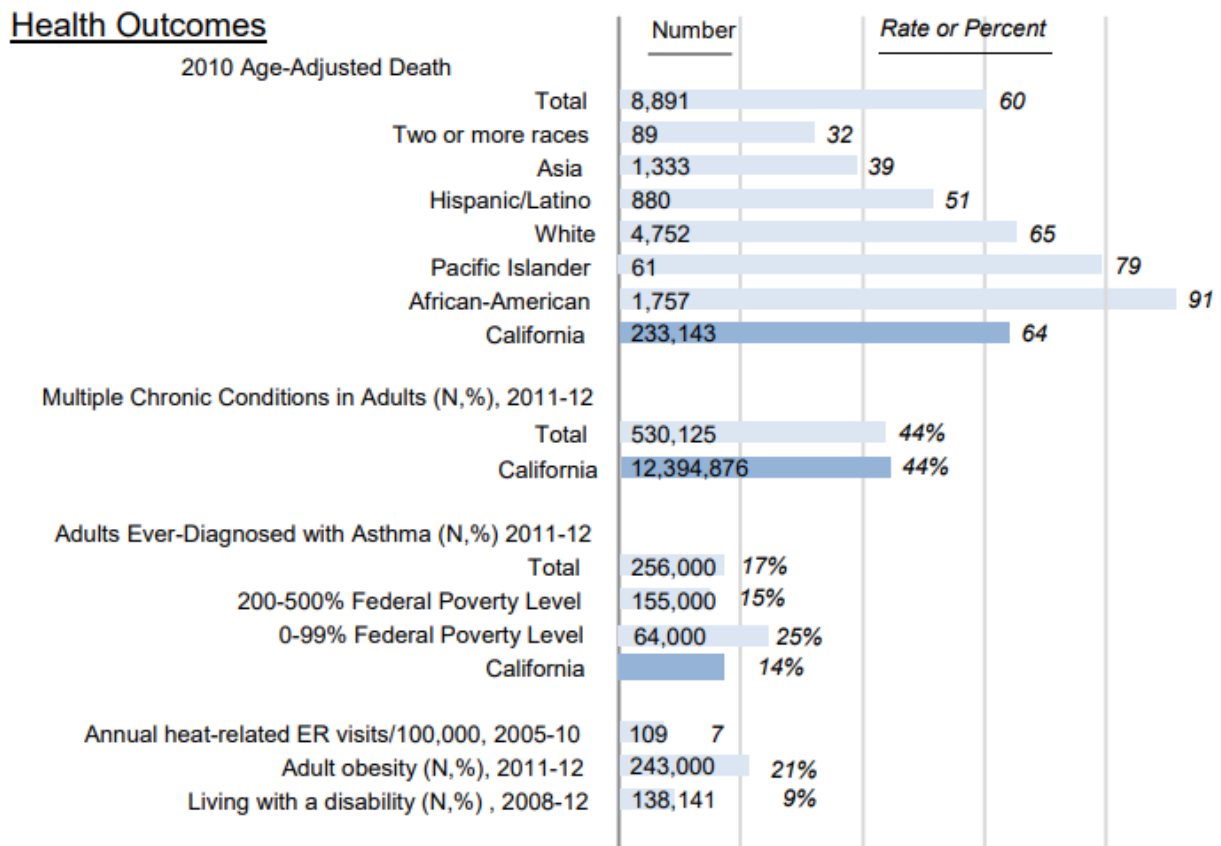 Health Outcomes Number Rate or Percent
2010 Age-Adjusted Death
Total 8,891 60
Two or more races 89 32
Asia 1,333 39
Hispanic/Latino 880 51
White 4,752 65
Pacific Islander 61 79
African-American 1,757 91
California 233,143 64
Multiple Chronic Conditions in Adults (N,%), 2011-12
Total 530,125 44%
California 12,394,876 44%
Adults Ever-Diagnosed with Asthma (N,%) 2011-12
Total 256,000 17%
200-500% Federal Poverty Level 155,000 15%
0-99% Federal Poverty Level 64,000 25%
California 14%
Annual heat-related ER visits/100,000, 2005-10 109 7
Adult obesity (N,%), 2011-12 243,000 21%
Living with a disability (N,%) , 2008-12 138,141 9%